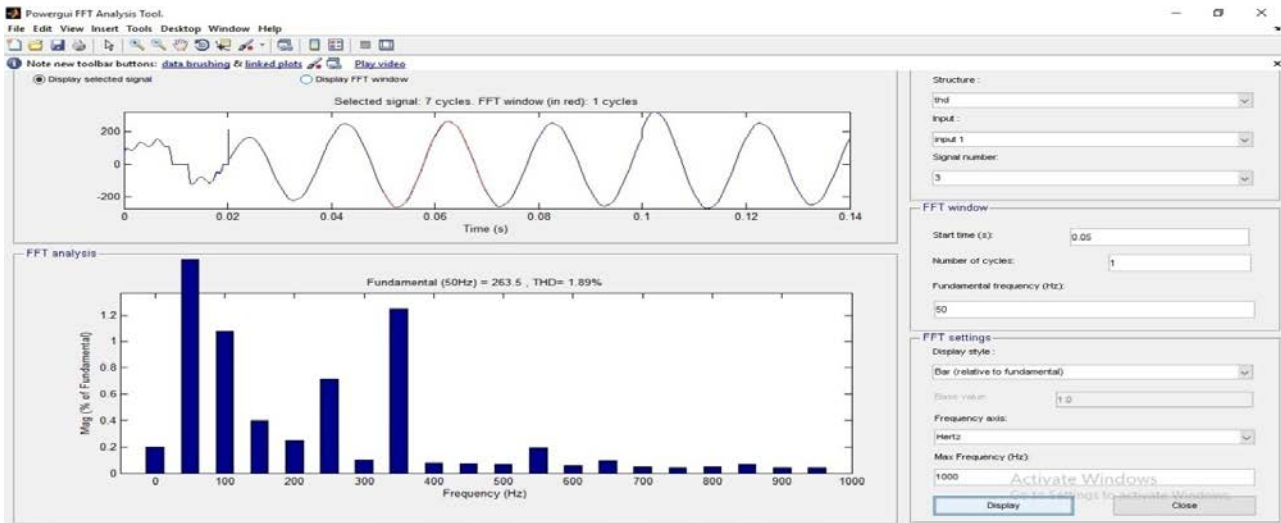 Powergui FFT Analysis Tool.
File Edit View Insert Tools Desktop Window Help
Note new toolbar buttons: data brushing & linked plots Play video
Display selected signal
Display FFT window
Selected signal: 7 cycles. FFT window (in red): 1 cycles
200
0
-200
0 0.02 0.04 0.06 0.08 0.1 0.12 0.14
Time (s)
FFT analysis
Fundamental (50Hz) = 263.5 , THD= 1.89%
Mag (% of Fundamental)
1.2
1
0.8
0.6
0.4
0.2
0
0 100 200 300 400 500 600 700 800 900 1000
Frequency (Hz)
Structure :
thd
Input :
input 1
Signal number:
3
FFT window
Start time (s): 0.05
Number of cycles: 1
Fundamental frequency (Hz):
50
FFT settings
Display style :
Bar (relative to fundamental)
Base value: 1.0
Frequency axis:
Hertz
Max Frequency (Hz):
1000
Activate Windows
Go to Settings to activate Windows.
Display Close